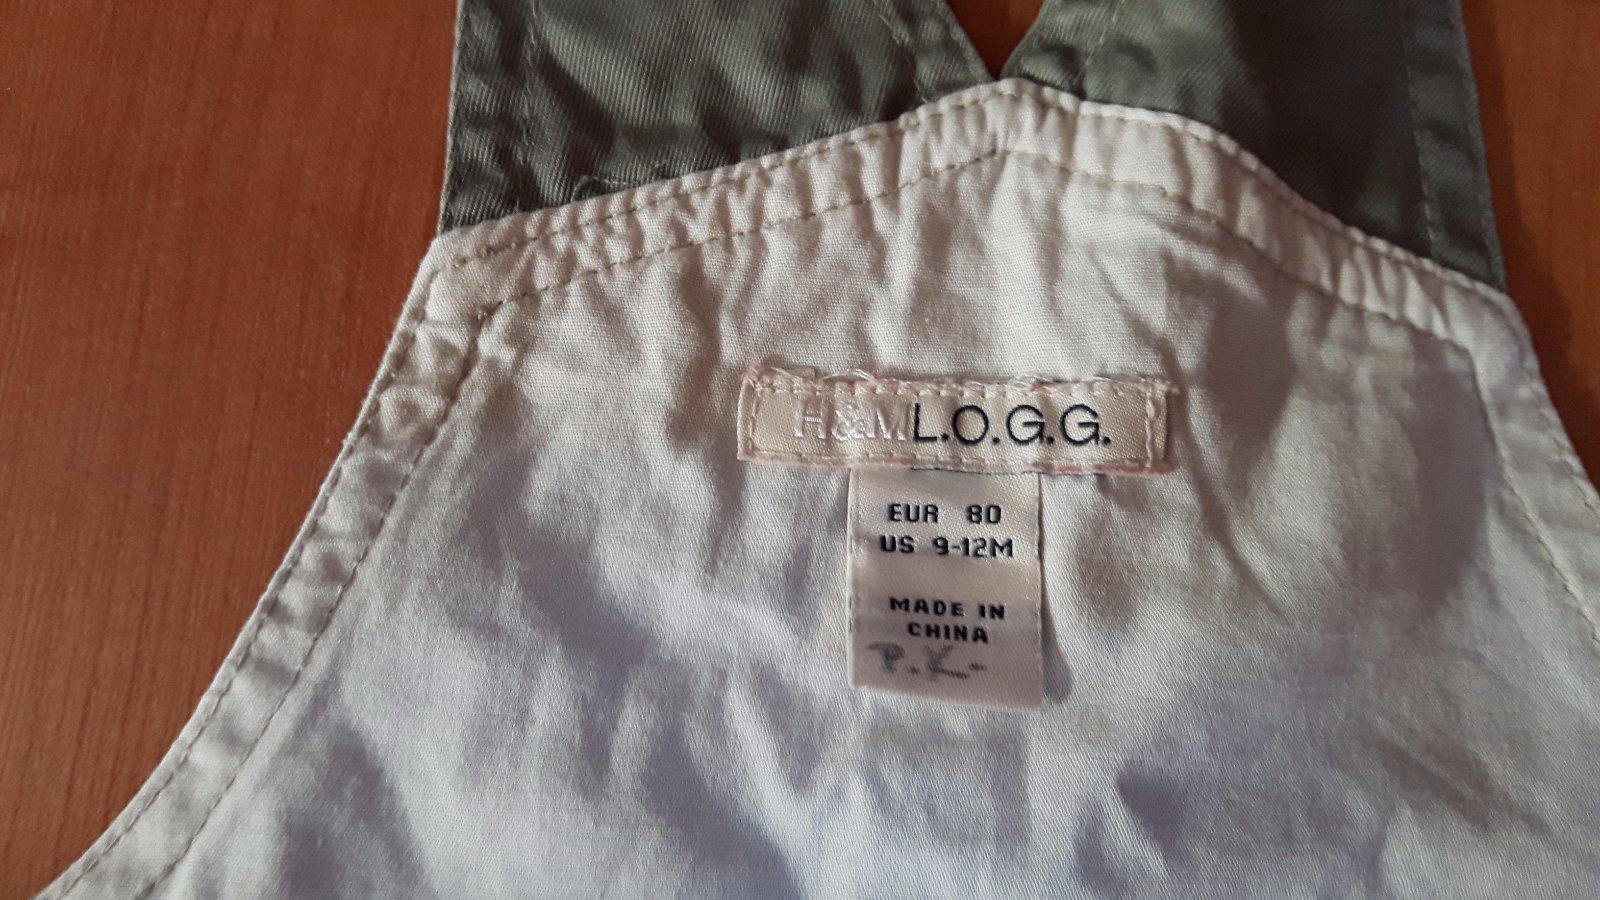 H&M L.O.G.G.
EUR 80
US 9-12M
MADE IN
CHINA
P.K.